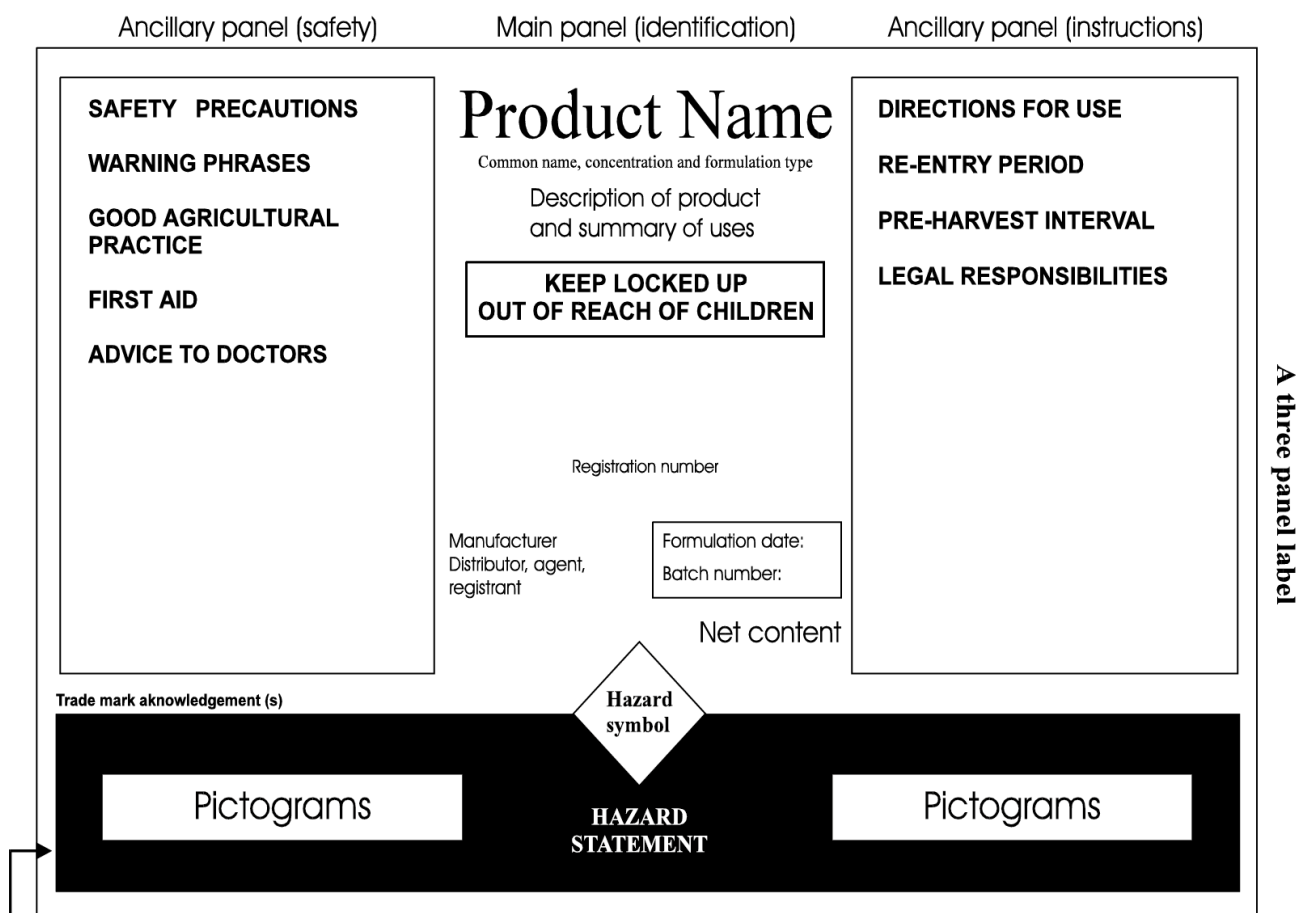 Ancillary panel (safety)
Main panel (identification)
Ancillary panel (instructions)
SAFETY PRECAUTIONS
WARNING PHRASES
GOOD AGRICULTURAL
PRACTICE
FIRST AID
ADVICE TO DOCTORS
Product Name
Common name, concentration and formulation type
Description of product
and summary of uses
KEEP LOCKED UP
OUT OF REACH OF CHILDREN
Registration number
Manufacturer
Distributor, agent,
registrant
Formulation date:
Batch number:
Net content
DIRECTIONS FOR USE
RE-ENTRY PERIOD
PRE-HARVEST INTERVAL
LEGAL RESPONSIBILITIES
A three panel label
Trade mark aknowledgement (s)
Hazard
symbol
Pictograms
HAZARD
STATEMENT
Pictograms